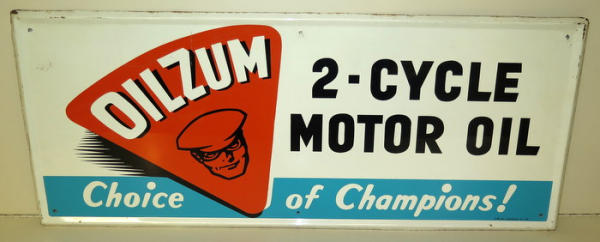 OILZUM
2-CYCLE
MOTOR OIL
Choice of Champions!